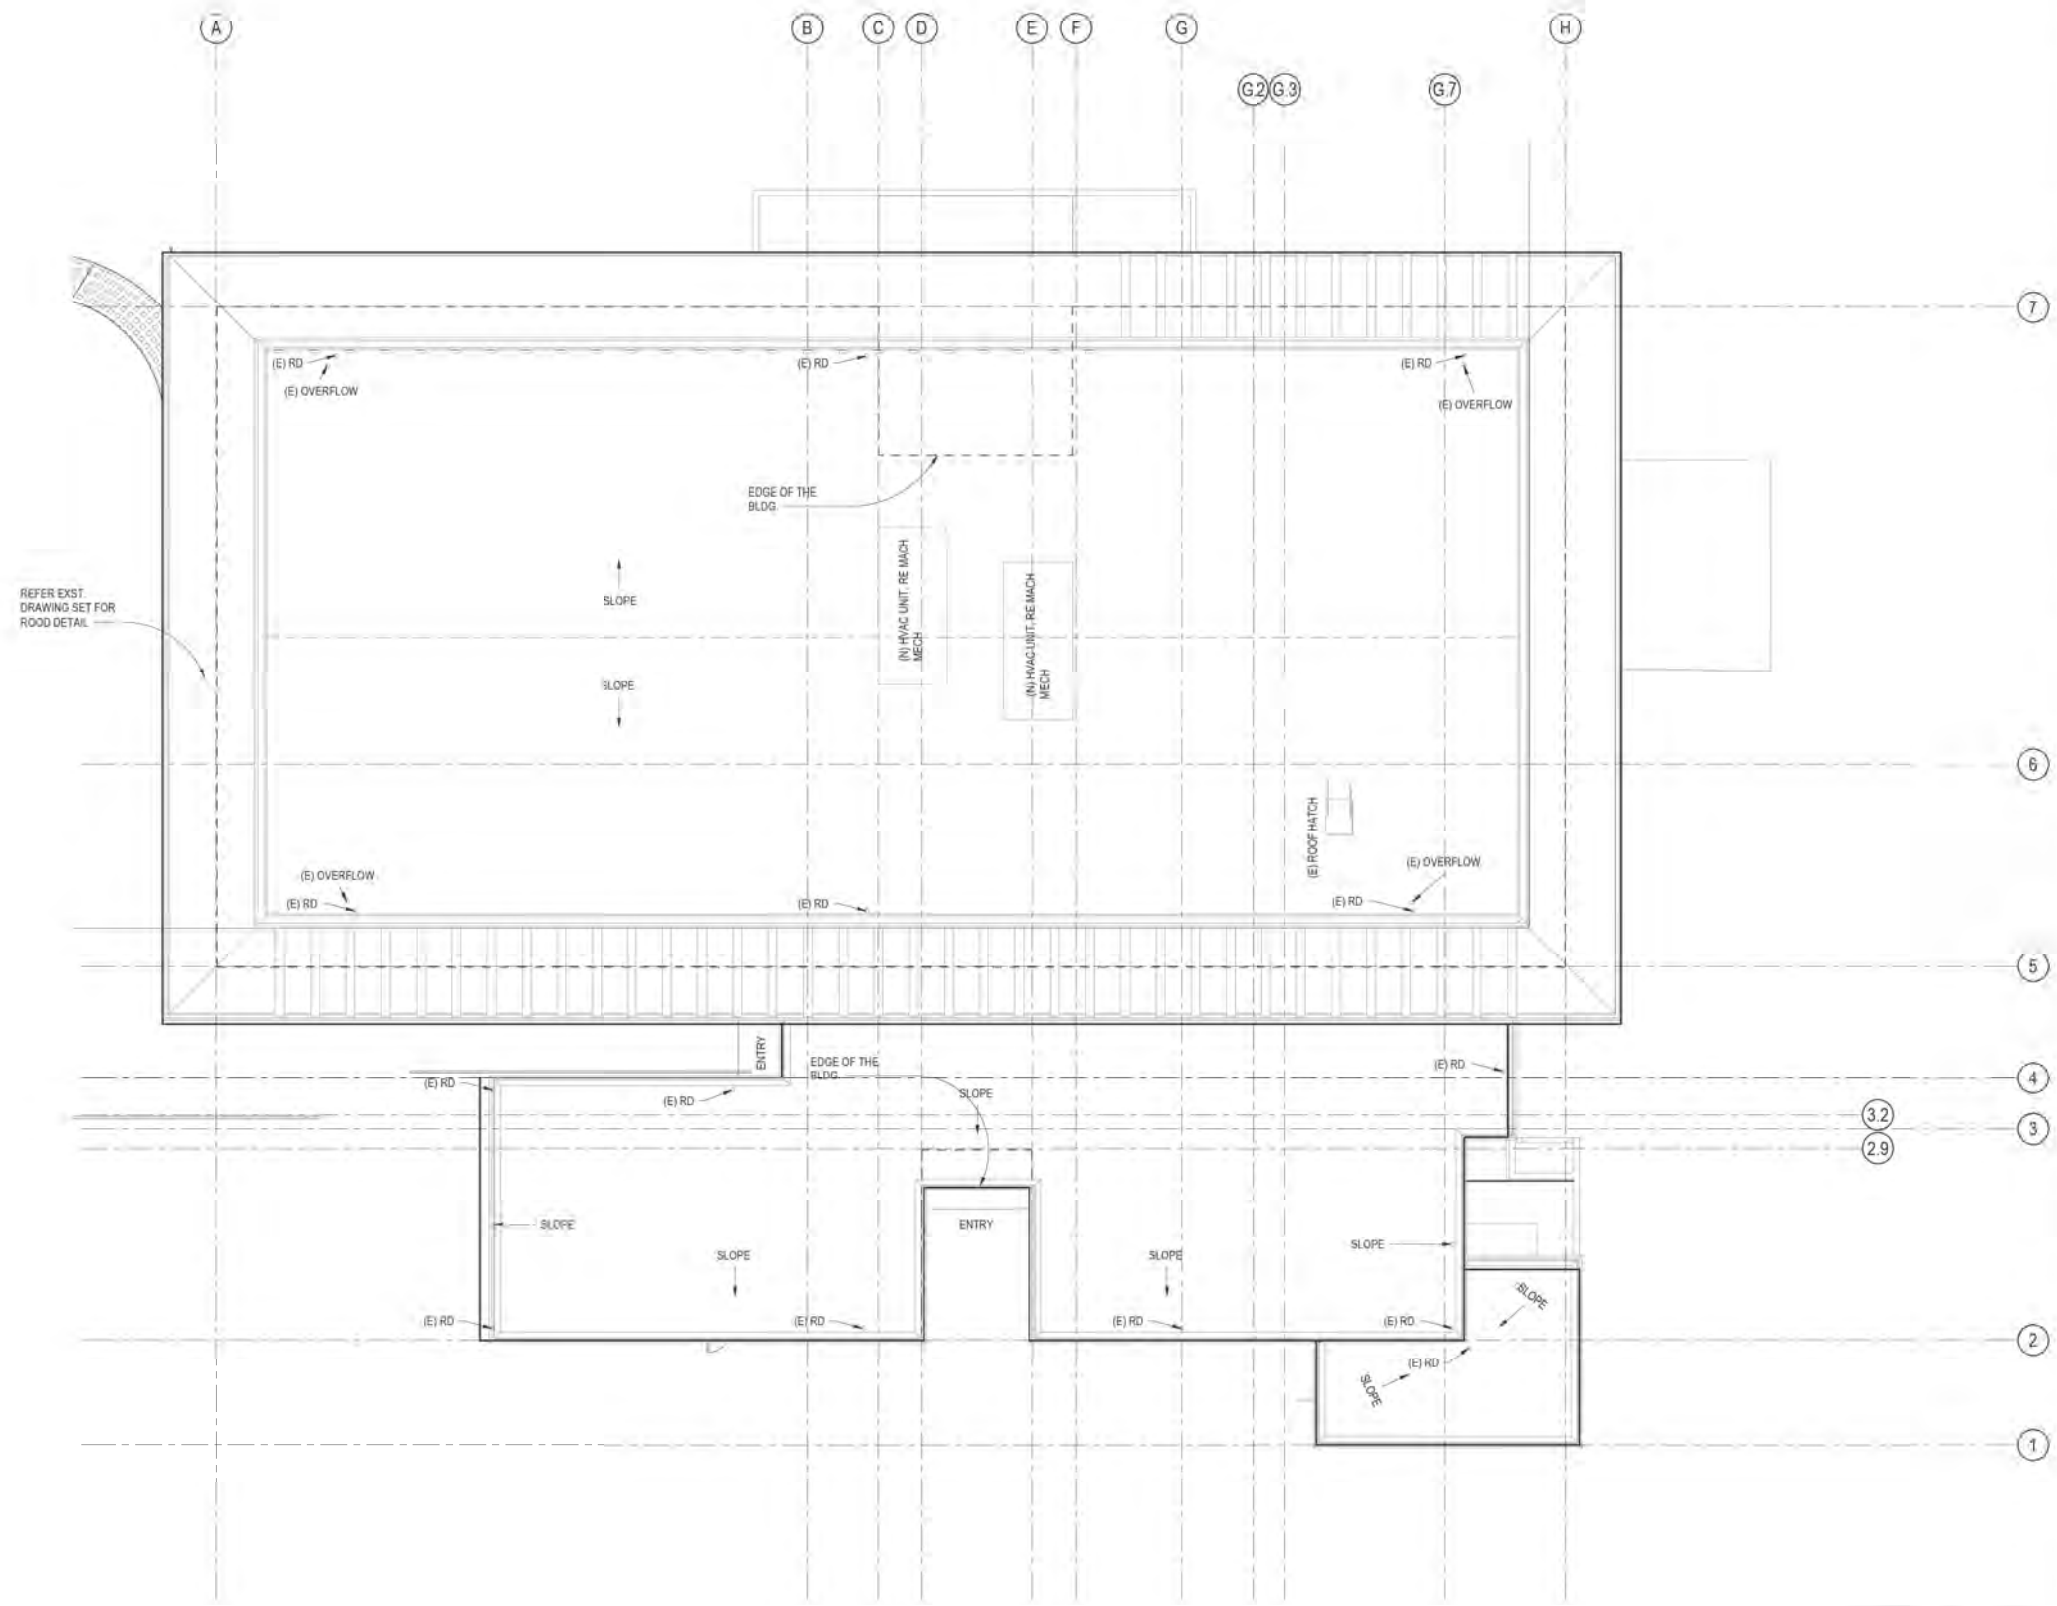 A
B
C
D
E
F
G
H
G.2
G.3
G.7
7
(E) RD
(E) RD
(E) RD
(E) OVERFLOW
(E) OVERFLOW
EDGE OF THE
BLDG.
(N) HVAC UNIT, RE MACH
MECH
(N) HVAC UNIT, RE MACH
MECH
REFER EXST.
DRAWING SET FOR
ROOD DETAIL
SLOPE
SLOPE
6
(E) ROOF HATCH
(E) OVERFLOW
(E) OVERFLOW
(E) RD
(E) RD
(E) RD
5
ENTRY
EDGE OF THE
BLDG.
(E) RD
(E) RD
(E) RD
SLOPE
4
3.2
3
2.9
SLOPE
ENTRY
SLOPE
SLOPE
SLOPE
SLOPE
(E) RD
(E) RD
(E) RD
(E) RD
2
(E) RD
SLOPE
1